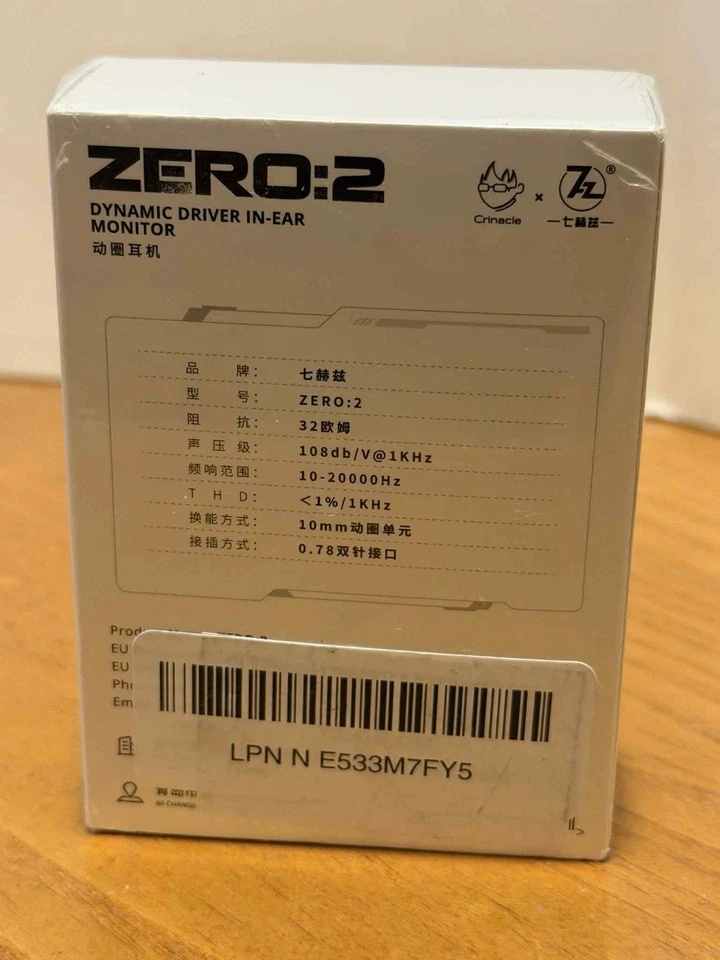 ZERO:2
DYNAMIC DRIVER IN-EAR
MONITOR
动圈耳机
Crinacle
x
7Z®
七赫兹
品 牌： 七赫兹
型 号： ZERO:2
阻 抗： 32欧姆
声 压 级： 108db/V@1KHz
频响范围： 10-20000Hz
T H D： ＜1%/1KHz
换能方式： 10mm动圈单元
接插方式： 0.78双针接口
EU
EU
LPN N E533M7FY5